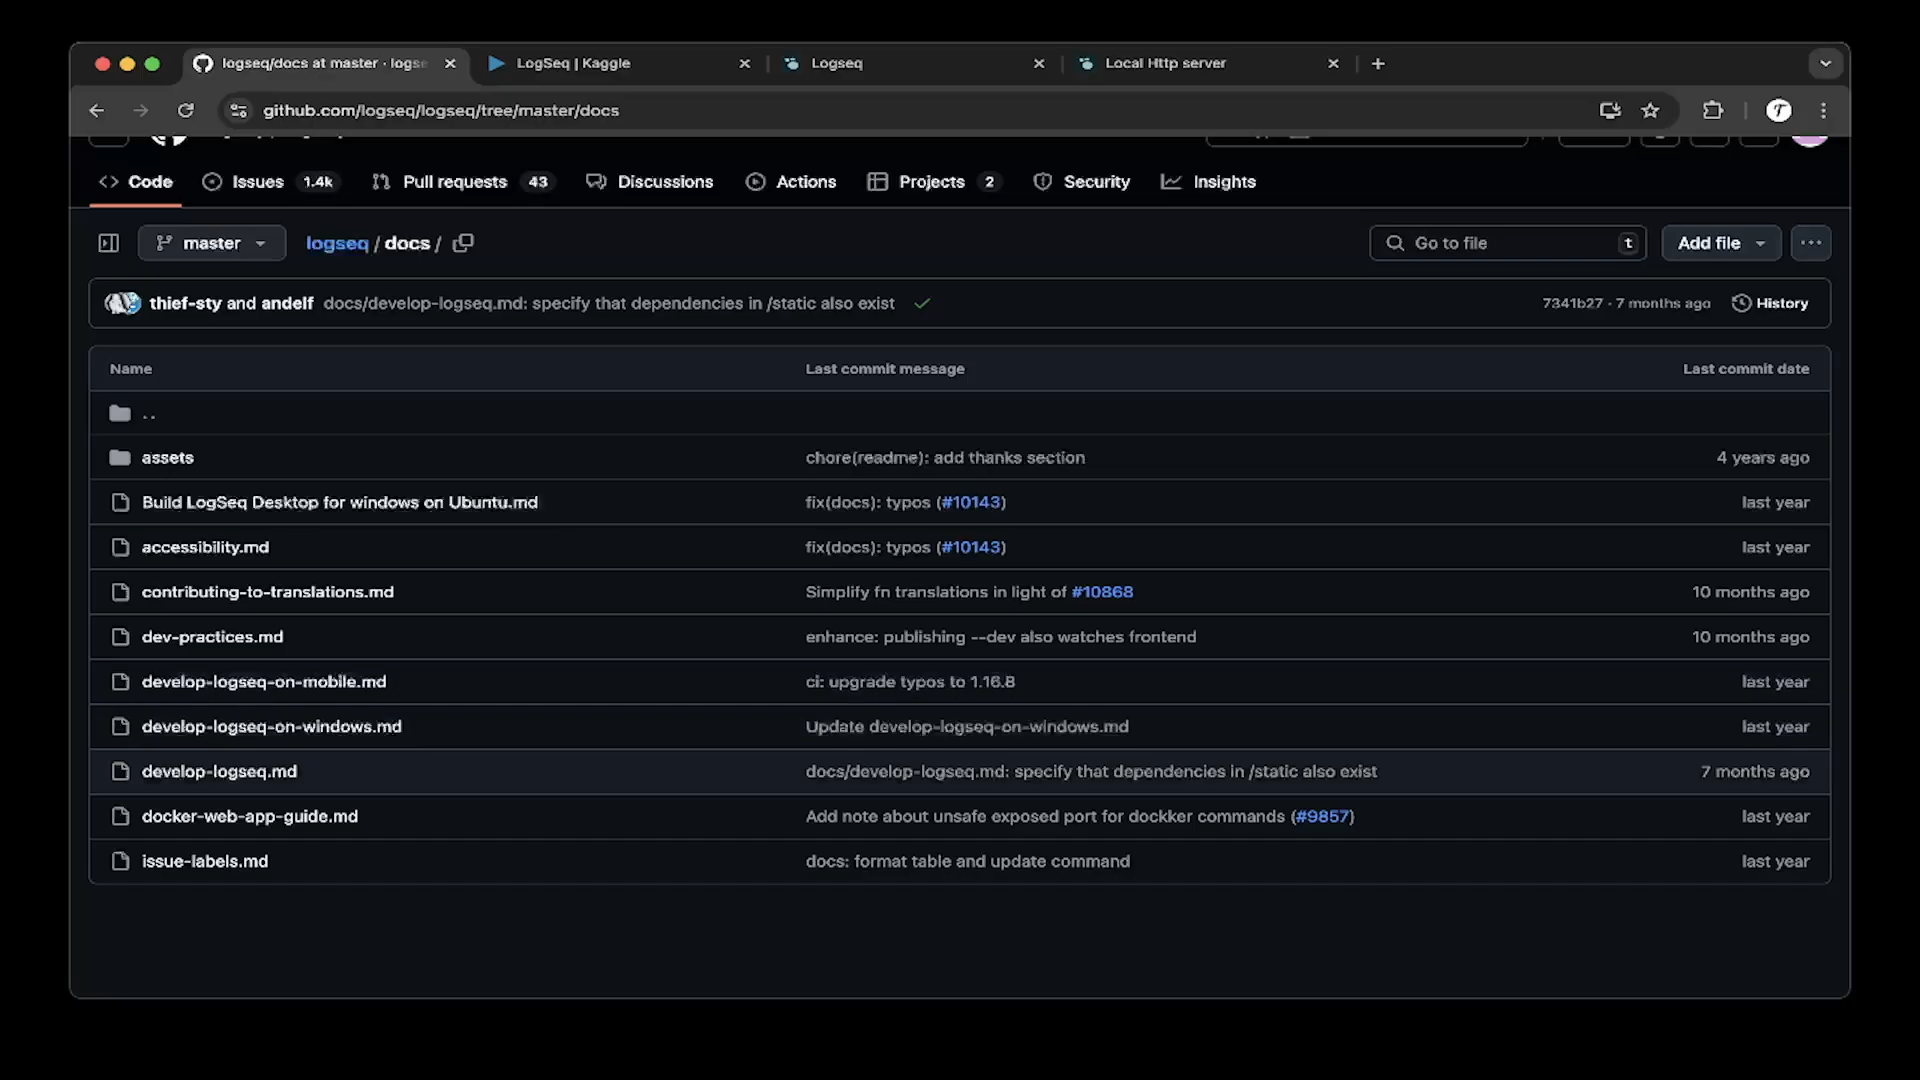 logseq/docs at master · logse
LogSeq | Kaggle
Logseq
Local Http server
github.com/logseq/logseq/tree/master/docs
T
Code
Issues 1.4k
Pull requests 43
Discussions
Actions
Projects 2
Security
Insights
master
logseq / docs /
Go to file t
Add file
thief-sty and andelf docs/develop-logseq.md: specify that dependencies in /static also exist
7341b27 · 7 months ago
History
Name Last commit message Last commit date
..
assets chore(readme): add thanks section 4 years ago
Build LogSeq Desktop for windows on Ubuntu.md fix(docs): typos (#10143) last year
accessibility.md fix(docs): typos (#10143) last year
contributing-to-translations.md Simplify fn translations in light of #10868 10 months ago
dev-practices.md enhance: publishing --dev also watches frontend 10 months ago
develop-logseq-on-mobile.md ci: upgrade typos to 1.16.8 last year
develop-logseq-on-windows.md Update develop-logseq-on-windows.md last year
develop-logseq.md docs/develop-logseq.md: specify that dependencies in /static also exist 7 months ago
docker-web-app-guide.md Add note about unsafe exposed port for dockker commands (#9857) last year
issue-labels.md docs: format table and update command last year